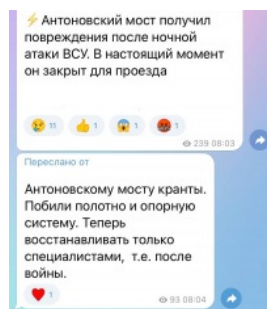 ⚡ Антоновский мост получил
повреждения после ночной
атаки ВСУ. В настоящий момент
он закрыт для проезда
😢 11 👍 1 😱 1 🤬 1
239 08:03
Переслано от
Антоновскому мосту кранты.
Побили полотно и опорную
систему. Теперь
восстанавливать только
специалистами, т.е. после
войны.
❤ 1
93 08:04